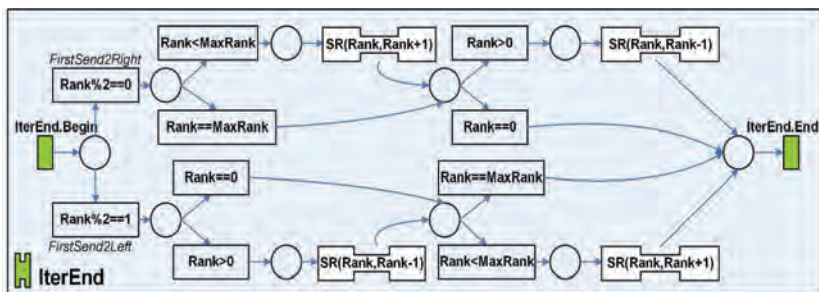 Rank<MaxRank
SR(Rank,Rank+1)
Rank>0
SR(Rank,Rank-1)
FirstSend2Right
Rank%2==0
Rank==MaxRank
Rank==0
IterEnd.Begin
IterEnd.End
Rank==0
Rank==MaxRank
Rank%2==1
FirstSend2Left
Rank>0
SR(Rank,Rank-1)
Rank<MaxRank
SR(Rank,Rank+1)
IterEnd